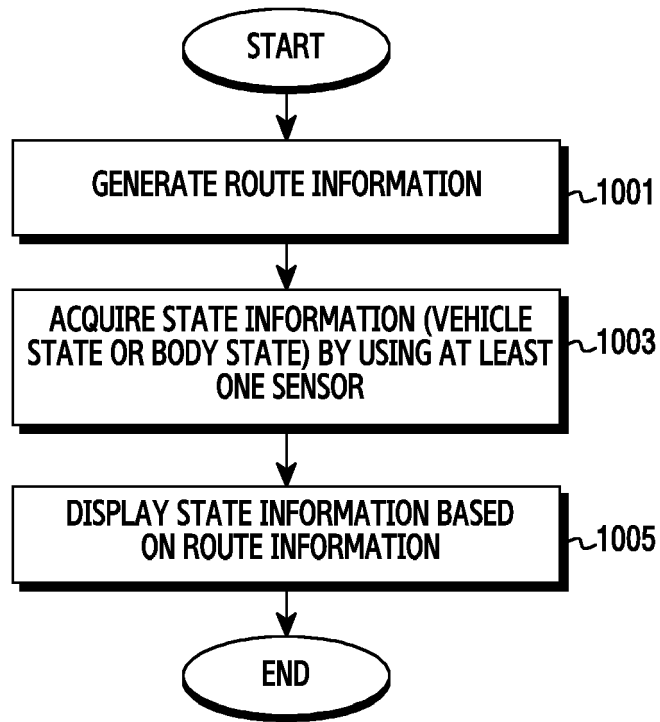 START
GENERATE ROUTE INFORMATION
1001
ACQUIRE STATE INFORMATION (VEHICLE
STATE OR BODY STATE) BY USING AT LEAST
ONE SENSOR
1003
DISPLAY STATE INFORMATION BASED
ON ROUTE INFORMATION
1005
END